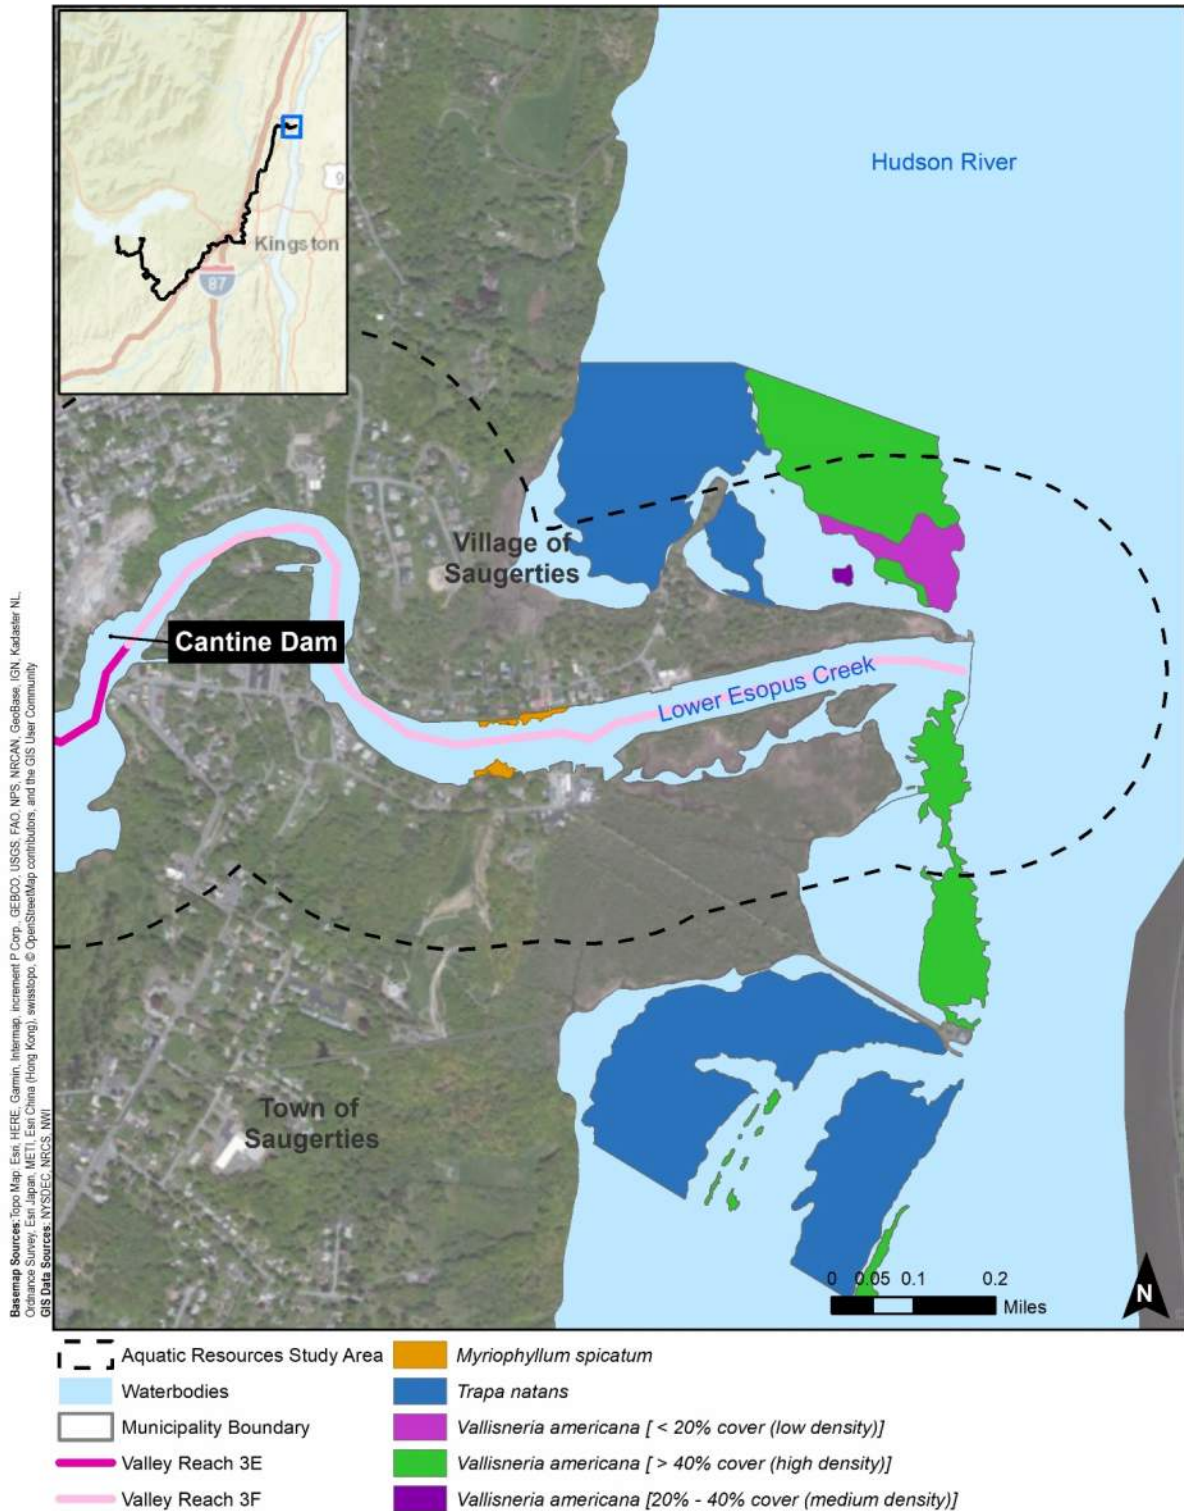 Hudson River
9
Kingston
87
Village of
Saugerties
Cantine Dam
Lower Esopus Creek
Town of
Saugerties
0 0.05 0.1 0.2
Miles
N
Basemap Sources: Topo Map: Esri, HERE, Garmin, Intermap, increment P Corp., GEBCO, USGS, FAO, NPS, NRCAN, GeoBase, IGN, Kadaster NL,
Ordnance Survey, Esri Japan, METI, Esri China (Hong Kong), swisstopo, © OpenStreetMap contributors, and the GIS User Community
GIS Data Sources: NYSDEC, NRCS, NWI
Aquatic Resources Study Area
Waterbodies
Municipality Boundary
Valley Reach 3E
Valley Reach 3F
Myriophyllum spicatum
Trapa natans
Vallisneria americana [ < 20% cover (low density)]
Vallisneria americana [ > 40% cover (high density)]
Vallisneria americana [20% - 40% cover (medium density)]